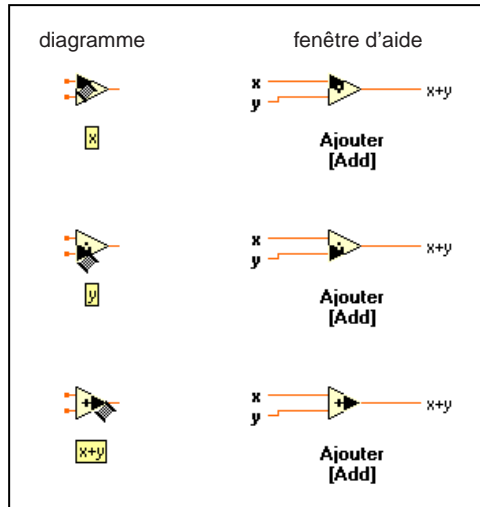 diagramme fenêtre d'aide
x x x+y
y
Ajouter
[Add]
y x x+y
y
Ajouter
[Add]
x+y x x+y
y
Ajouter
[Add]